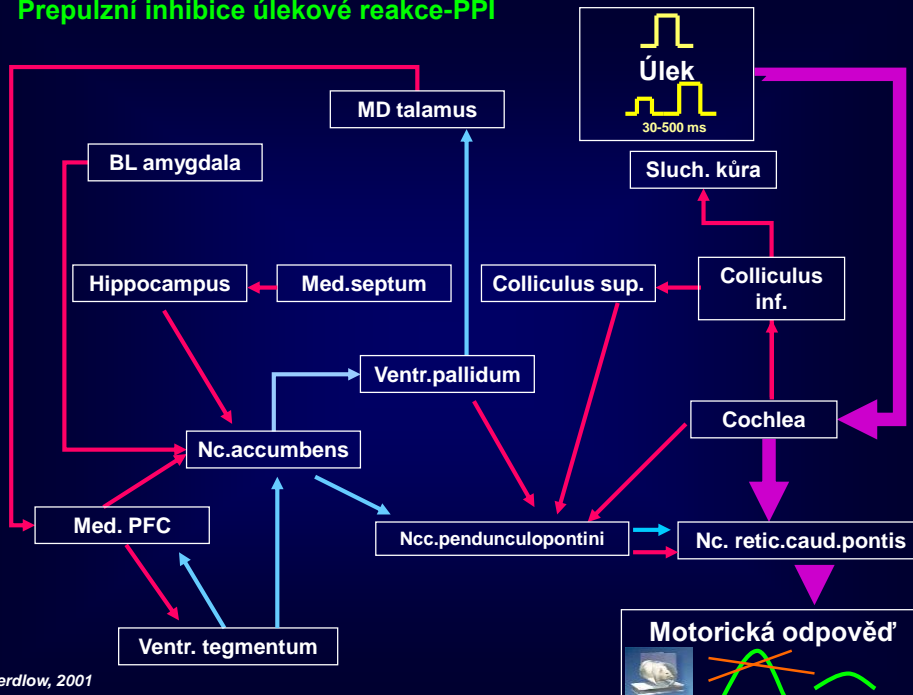 Prepulzní inhibice úlekové reakce-PPI
Úlek
30-500 ms
MD talamus
BL amygdala
Sluch. kůra
Hippocampus
Med.septum
Colliculus sup.
Colliculus
inf.
Ventr.pallidum
Cochlea
Nc.accumbens
Med. PFC
Ncc.pendunculopontini
Nc. retic.caud.pontis
Ventr. tegmentum
Motorická odpověď
erdlow, 2001